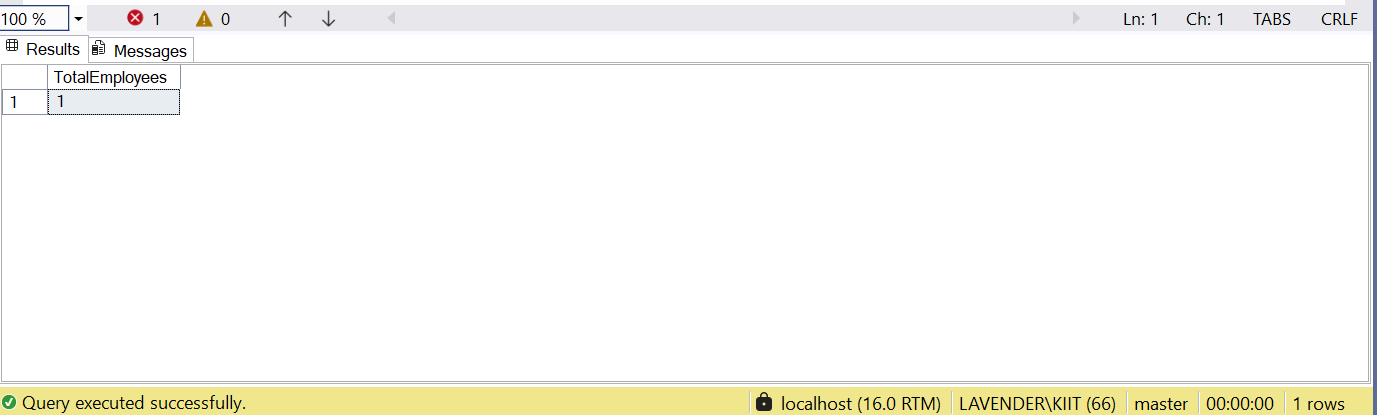 100 % 1 0 Ln: 1 Ch: 1 TABS CRLF
Results Messages
TotalEmployees
1 1
Query executed successfully. localhost (16.0 RTM) LAVENDER\KIIT (66) master 00:00:00 1 rows